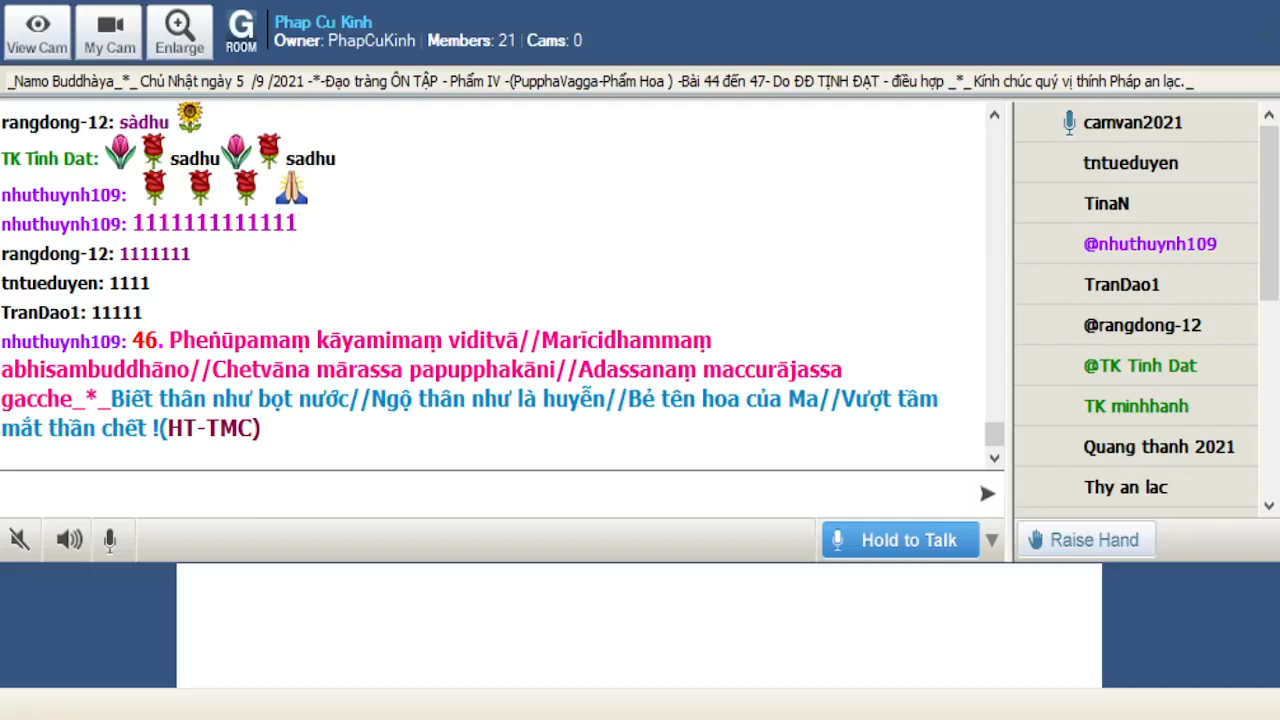 Phap Cu Kinh
Owner: PhapCuKinh | Members: 21 | Cams: 0
View Cam
My Cam
Enlarge
G ROOM
_Namo Buddhàya_*_ Chủ Nhật ngày 5 /9 /2021 -*-Đạo tràng ÔN TẬP - Phẩm IV -(PupphaVagga-Phẩm Hoa ) -Bài 44 đến 47- Do ĐĐ TỊNH ĐẠT - điều hợp _*_Kính chúc quý vị thính Pháp an lạc._
rangdong-12: sàdhu
TK Tinh Dat: sadhu sadhu
nhuthuynh109:
nhuthuynh109: 1111111111111
rangdong-12: 1111111
tntueduyen: 1111
TranDao1: 11111
nhuthuynh109: 46. Pheṅūpamaṃ kāyamimaṃ viditvā//Marīcidhammaṃ
abhisambuddhāno//Chetvāna mārassa papupphakāni//Adassanaṃ maccurājassa
gacche_*_Biết thân như bọt nước//Ngộ thân như là huyễn//Bẻ tên hoa của Ma//Vượt tầm
mắt thần chết !(HT-TMC)
camvan2021
tntueduyen
TinaN
@nhuthuynh109
TranDao1
@rangdong-12
@TK Tinh Dat
TK minhhanh
Quang thanh 2021
Thy an lac
Hold to Talk
Raise Hand